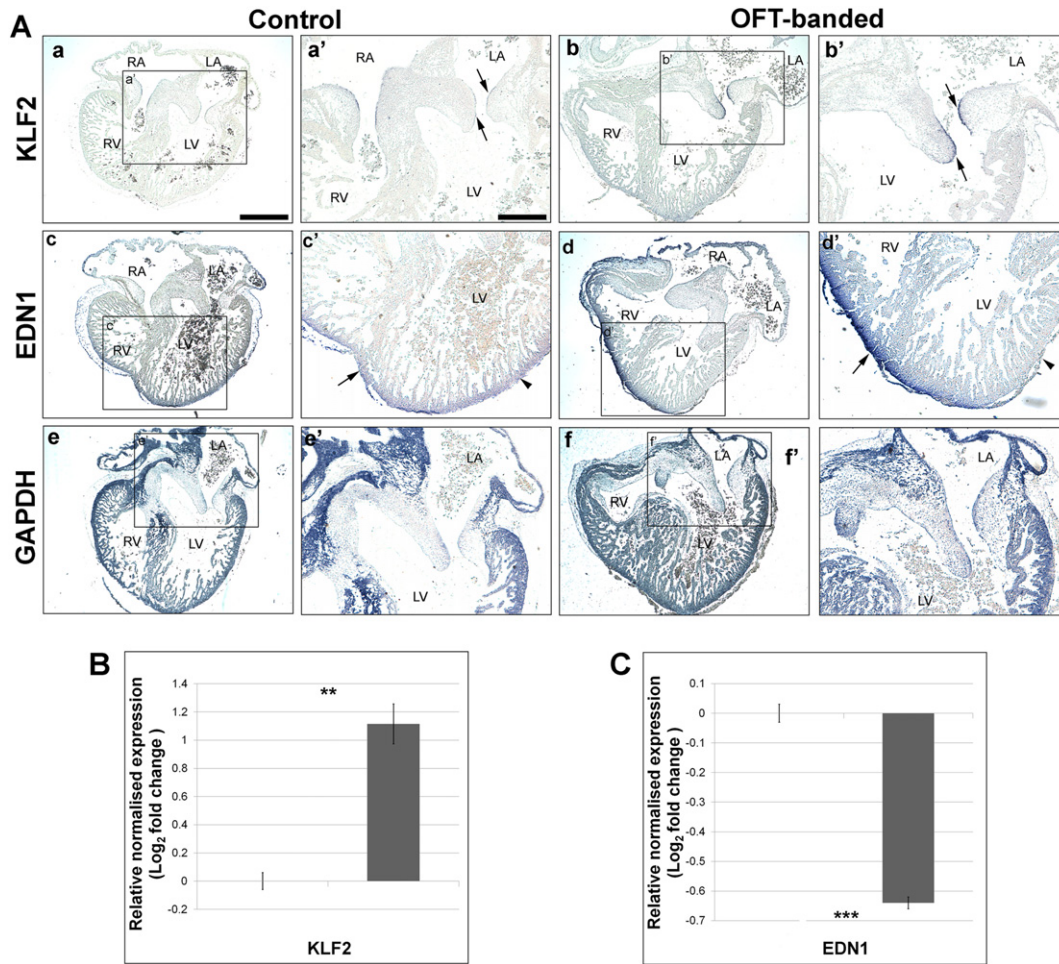 Control OFT-banded
A
KLF2
a a' RA LA RV LV
a' RA LA RV LV
b b' LA RV LV
b' LA LV
EDN1
c RA LA c' RV LV
c' LV
d RA LA RV d' LV
d' RV LV
GAPDH
e e' LA RV LV
e' LA LV
f f' LA RV LV
f' LA LV
B
Relative normalised expression
(Log₂ fold change )
1.4
1.2
1
0.8
0.6
0.4
0.2
0
-0.2
**
KLF2
C
Relative normalised expression
(Log₂ fold change )
0.1
0
-0.1
-0.2
-0.3
-0.4
-0.5
-0.6
-0.7
***
EDN1